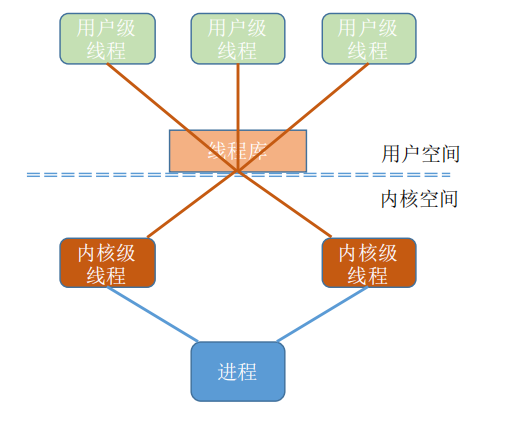 用户级
线程
用户级
线程
用户级
线程
线程库
用户空间
内核空间
内核级
线程
内核级
线程
进程